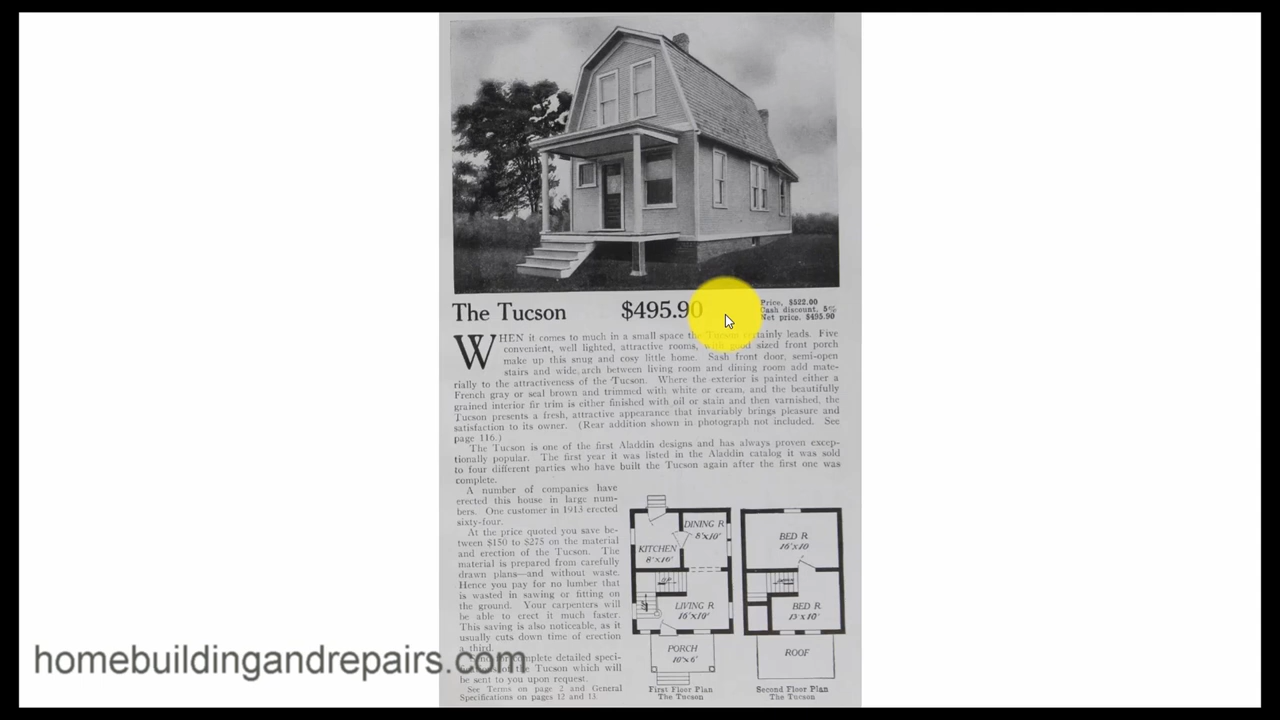 The Tucson $495.90 Price, $522.00
Cash discount, 5%
Net price, $495.90
WHEN it comes to much in a small space the Tucson certainly leads. Five
convenient, well lighted, attractive rooms, with good sized front porch
make up this snug and cosy little home. Sash front door, semi-open
stairs and wide arch between living room and dining room add mate-
rially to the attractiveness of the Tucson. Where the exterior is painted either a
French gray or seal brown and trimmed with white or cream, and the beautifully
grained interior fir trim is either finished with oil or stain and then varnished, the
Tucson presents a fresh, attractive appearance that invariably brings pleasure and
satisfaction to its owner. (Rear addition shown in photograph not included. See
page 116.)
The Tucson is one of the first Aladdin designs and has always proven excep-
tionally popular. The first year it was listed in the Aladdin catalog it was sold
to four different parties who have built the Tucson again after the first one was
complete.
A number of companies have
erected this house in large num-
bers. One customer in 1913 erected
sixty-four.
At the price quoted you save be-
tween $150 to $275 on the material
and erection of the Tucson. The
material is prepared from carefully
drawn plans—and without waste.
Hence you pay for no lumber that
is wasted in sawing or fitting on
the ground. Your carpenters will
be able to erect it much faster.
This saving is also noticeable, as it
usually cuts down time of erection
a third.
complete detailed speci-
of the Tucson which will
be sent to you upon request.
See Terms on page 2 and General
Specifications on pages 12 and 13.
DINING R
8'X10'
KITCHEN
8'X10'
LIVING R
16'X10'
PORCH
10'X6'
First Floor Plan
The Tucson
BED R
16'X10
BED R
13'X10'
ROOF
Second Floor Plan
The Tucson
homebuildingandrepairs.com